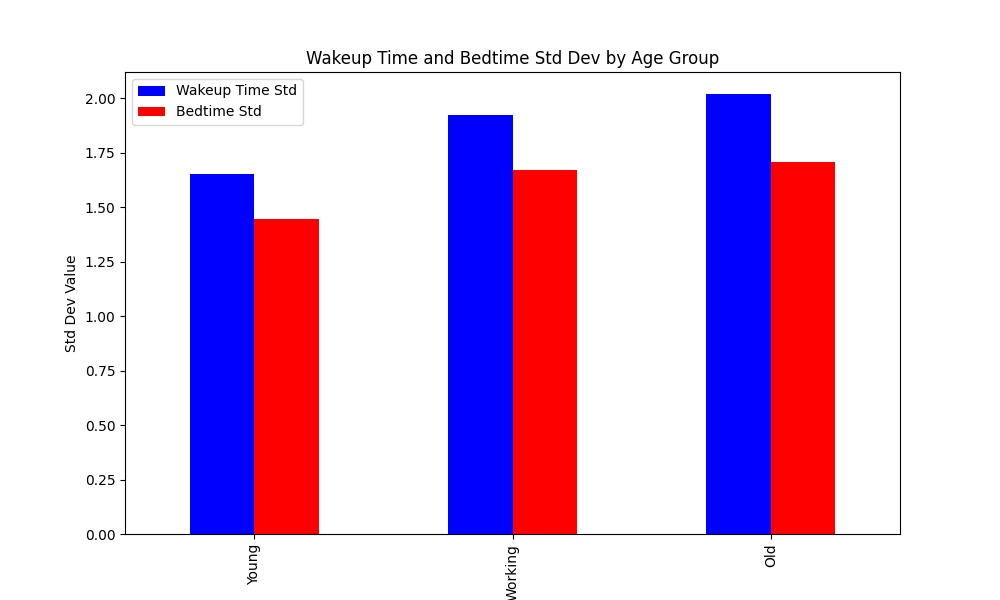 Wakeup Time and Bedtime Std Dev by Age Group
Wakeup Time Std
Bedtime Std
Std Dev Value
2.00
1.75
1.50
1.25
1.00
0.75
0.50
0.25
0.00
Young
Working
Old